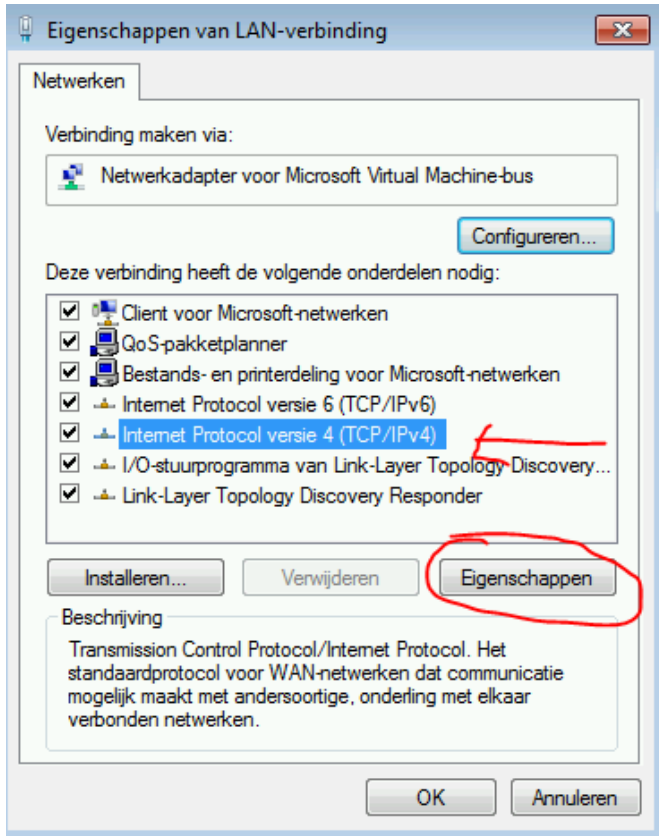 Eigenschappen van LAN-verbinding
Netwerken
Verbinding maken via:
Netwerkadapter voor Microsoft Virtual Machine-bus
Configureren...
Deze verbinding heeft de volgende onderdelen nodig:
Client voor Microsoft-netwerken
QoS-pakketplanner
Bestands- en printerdeling voor Microsoft-netwerken
Internet Protocol versie 6 (TCP/IPv6)
Internet Protocol versie 4 (TCP/IPv4)
I/O-stuurprogramma van Link-Layer Topology Discovery...
Link-Layer Topology Discovery Responder
Installeren... Verwijderen Eigenschappen
Beschrijving
Transmission Control Protocol/Internet Protocol. Het
standaardprotocol voor WAN-netwerken dat communicatie
mogelijk maakt met andersoortige, onderling met elkaar
verbonden netwerken.
OK Annuleren